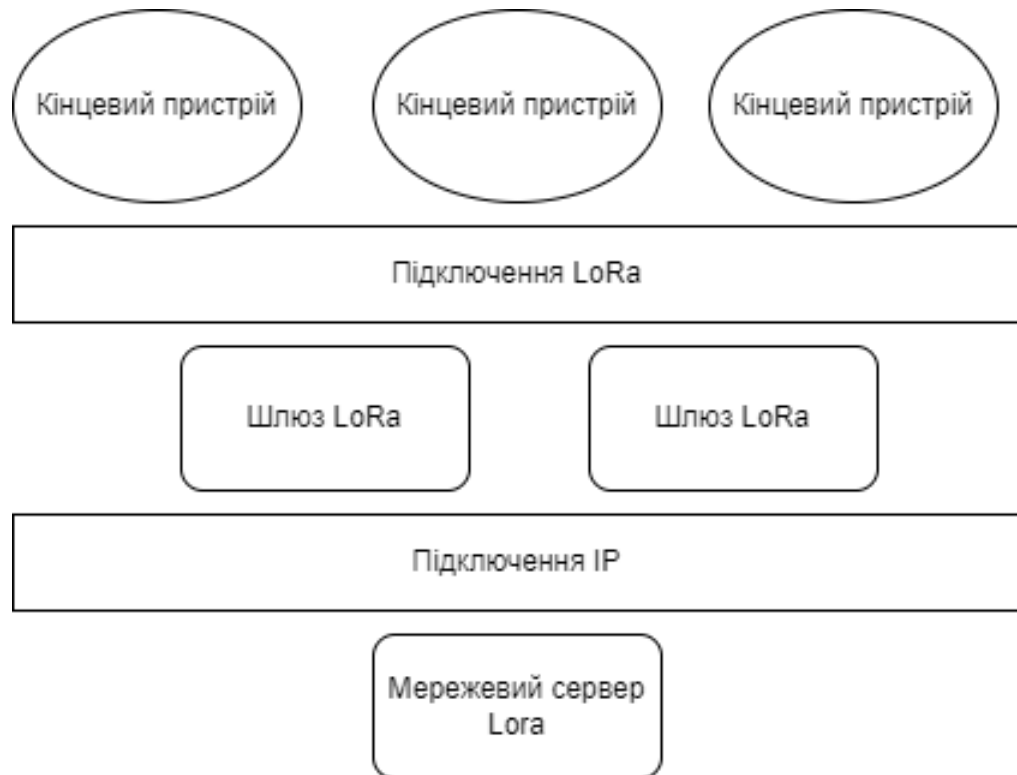 Кінцевий пристрій
Кінцевий пристрій
Кінцевий пристрій
Підключення LoRa
Шлюз LoRa
Шлюз LoRa
Підключення IP
Мережевий сервер
Lora